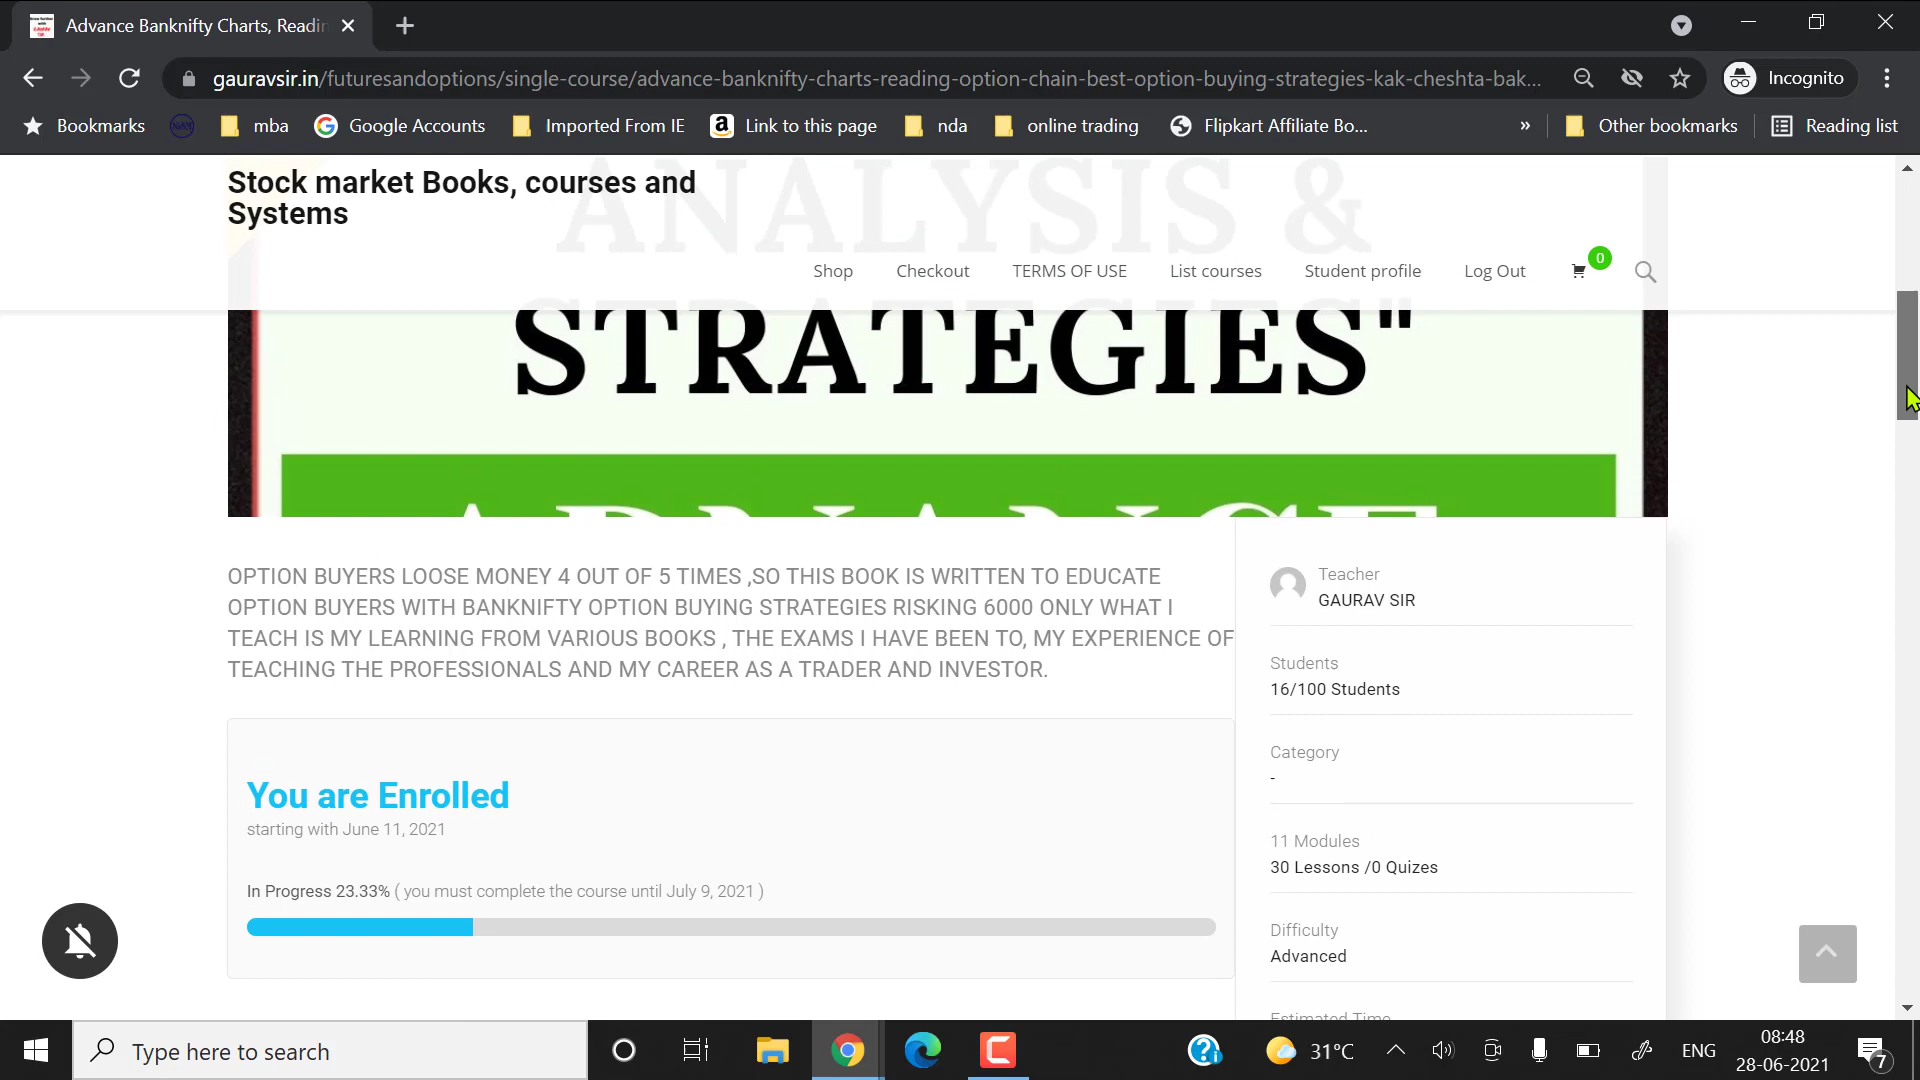 Advance Banknifty Charts, Readin
gauravsir.in/futuresandoptions/single-course/advance-banknifty-charts-reading-option-chain-best-option-buying-strategies-kak-cheshta-bak...
Incognito
Bookmarks
mba
Google Accounts
Imported From IE
Link to this page
nda
online trading
Flipkart Affiliate Bo...
»
Other bookmarks
Reading list
Stock market Books, courses and
Systems
ANALYSIS &
Shop
Checkout
TERMS OF USE
List courses
Student profile
Log Out
0
STRATEGIES"
ADVANCE
OPTION BUYERS LOOSE MONEY 4 OUT OF 5 TIMES ,SO THIS BOOK IS WRITTEN TO EDUCATE
OPTION BUYERS WITH BANKNIFTY OPTION BUYING STRATEGIES RISKING 6000 ONLY WHAT I
TEACH IS MY LEARNING FROM VARIOUS BOOKS , THE EXAMS I HAVE BEEN TO, MY EXPERIENCE OF
TEACHING THE PROFESSIONALS AND MY CAREER AS A TRADER AND INVESTOR.
You are Enrolled
starting with June 11, 2021
In Progress 23.33% ( you must complete the course until July 9, 2021 )
Teacher
GAURAV SIR
Students
16/100 Students
Category
-
11 Modules
30 Lessons /0 Quizes
Difficulty
Advanced
Estimated Time
Type here to search
31°C
ENG
08:48
28-06-2021
7